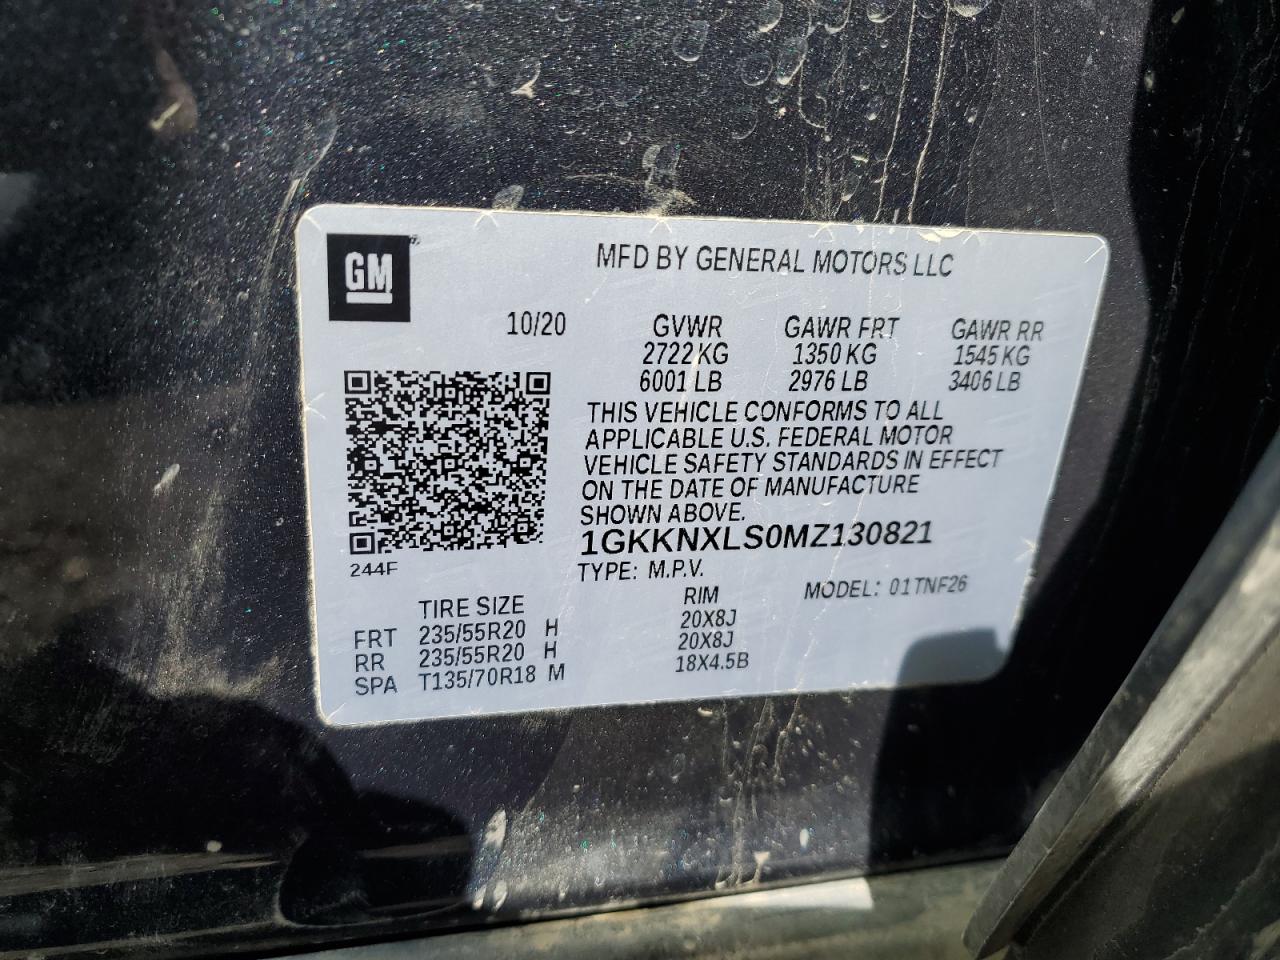 GM
MFD BY GENERAL MOTORS LLC
10/20 GVWR GAWR FRT GAWR RR
2722 KG 1350 KG 1545 KG
6001 LB 2976 LB 3406 LB
THIS VEHICLE CONFORMS TO ALL
APPLICABLE U.S. FEDERAL MOTOR
VEHICLE SAFETY STANDARDS IN EFFECT
ON THE DATE OF MANUFACTURE
SHOWN ABOVE.
1GKKNXLS0MZ130821
244F TYPE: M.P.V.
MODEL: 01TNF26
TIRE SIZE RIM
FRT 235/55R20 H 20X8J
RR 235/55R20 H 20X8J
SPA T135/70R18 M 18X4.5B